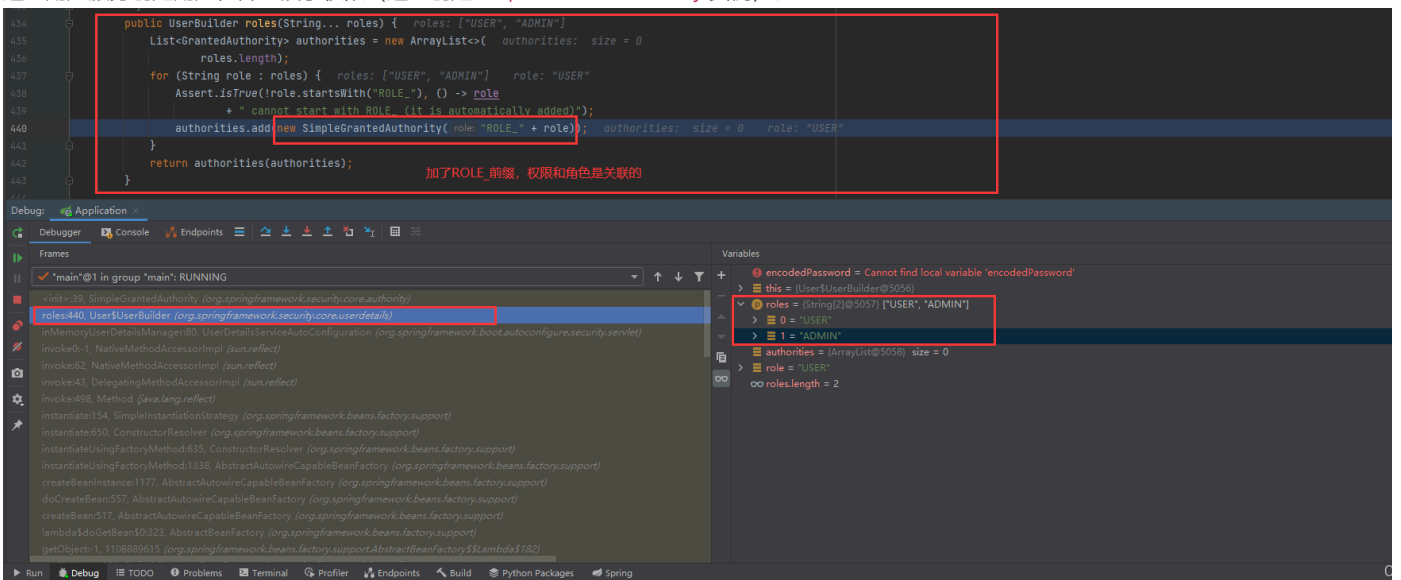 434 public UserBuilder roles(String... roles) { roles: ["USER", "ADMIN"]
435 List<GrantedAuthority> authorities = new ArrayList<>( authorities: size = 0
436 roles.length);
437 for (String role : roles) { roles: ["USER", "ADMIN"] role: "USER"
438 Assert.isTrue(!role.startsWith("ROLE_"), () -> role
439 + " cannot start with ROLE_ (it is automatically added)");
440 authorities.add(new SimpleGrantedAuthority( role: "ROLE_" + role)); authorities: size = 0 role: "USER"
441 }
442 return authorities(authorities);
加了ROLE_前缀，权限和角色是关联的
443 }
Debug: Application ×
Debugger Console Endpoints
Frames
"main"@1 in group "main": RUNNING
<init>:39, SimpleGrantedAuthority (org.springframework.security.core.authority)
roles:440, User$UserBuilder (org.springframework.security.core.userdetails)
inMemoryUserDetailsManager:80, UserDetailsServiceAutoConfiguration (org.springframework.boot.autoconfigure.security.servlet)
invoke0:-1, NativeMethodAccessorImpl (sun.reflect)
invoke:62, NativeMethodAccessorImpl (sun.reflect)
invoke:43, DelegatingMethodAccessorImpl (sun.reflect)
invoke:498, Method (java.lang.reflect)
instantiate:154, SimpleInstantiationStrategy (org.springframework.beans.factory.support)
instantiate:650, ConstructorResolver (org.springframework.beans.factory.support)
instantiateUsingFactoryMethod:635, ConstructorResolver (org.springframework.beans.factory.support)
instantiateUsingFactoryMethod:1338, AbstractAutowireCapableBeanFactory (org.springframework.beans.factory.support)
createBeanInstance:1177, AbstractAutowireCapableBeanFactory (org.springframework.beans.factory.support)
doCreateBean:557, AbstractAutowireCapableBeanFactory (org.springframework.beans.factory.support)
createBean:517, AbstractAutowireCapableBeanFactory (org.springframework.beans.factory.support)
lambda$doGetBean$0:323, AbstractBeanFactory (org.springframework.beans.factory.support)
getObject:-1, 1108889615 (org.springframework.beans.factory.support.AbstractBeanFactory$$Lambda$182)
Variables
encodedPassword = Cannot find local variable 'encodedPassword'
this = {User$UserBuilder@5056}
roles = {String[2]@5057} ["USER", "ADMIN"]
0 = "USER"
1 = "ADMIN"
authorities = {ArrayList@5058} size = 0
role = "USER"
roles.length = 2
Run Debug TODO Problems Terminal Profiler Endpoints Build Python Packages Spring